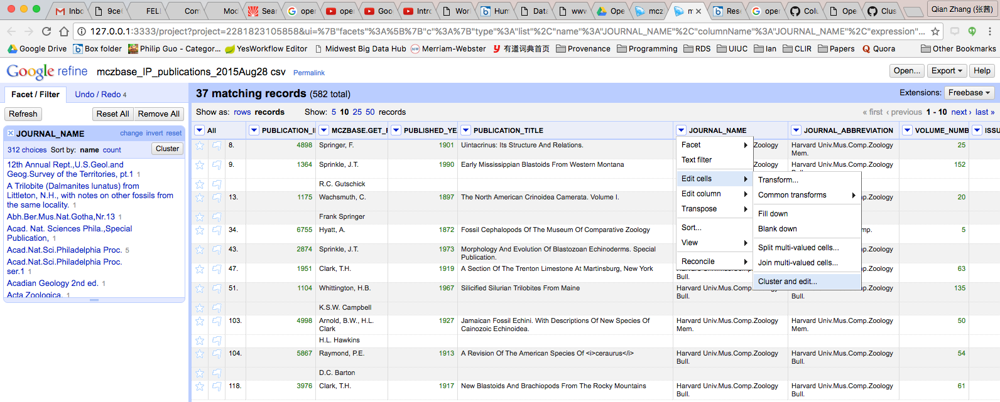 Inbo
9ce6
FELI
Com
Mod
Sear
oper
ope
Goo
Intro
Worl
Hum
Data
www
Ope
mcz
m
Rese
oper
Colu
Ope
Clus
Qian Zhang (张茜)
127.0.0.1:3333/project?project=2281823105858&ui=%7B"facets"%3A%5B%7B"c"%3A%7B"type"%3A"list"%2C"name"%3A"JOURNAL_NAME"%2C"columnName"%3A"JOURNAL_NAME"%2C"expression"...
Google Drive
Box folder
Philip Guo - Categor...
YesWorkflow Editor
Midwest Big Data Hub
Merriam-Webster
有道词典首页
Provenance
Programming
RDS
UIUC
Ian
CLIR
Papers
Quora
Other Bookmarks
Google refine mczbase_IP_publications_2015Aug28 csv Permalink
Open... Export Help
Facet / Filter Undo / Redo 4
37 matching records (582 total)
Extensions: Freebase
Refresh Reset All Remove All
Show as: rows records Show: 5 10 25 50 records
« first ‹ previous 1 - 10 next › last »
JOURNAL_NAME change invert reset
312 choices Sort by: name count Cluster
12th Annual Rept.,U.S.Geol.and
Geog.Survey of the Territories, pt.1 1
A Trilobite (Dalmanites lunatus) from
Littleton, N.H., with notes on other fossils from
the same locality. 1
Abh.Ber.Mus.Nat.Gotha,Nr.13 1
Acad. Nat. Sciences Phila.,Special
Publication, 1
Acad.Nat.Sci.Philadelphia Proc. 5
Acad.Nat.Sci.Philadelphia Proc.
ser.1 1
Acadian Geology 2nd ed. 1
Acta Zoologica. 1
All PUBLICATION_I MCZBASE.GET_ PUBLISHED_YE PUBLICATION_TITLE JOURNAL_NAME JOURNAL_ABBREVIATION VOLUME_NUMB ISSU
8. 4898 Springer, F. 1901 Uintacrinus: Its Structure And Relations. Zoology Harvard Univ.Mus.Comp.Zoology 25
Mem.
9. 1364 Sprinkle, J.T. 1990 Early Mississippian Blastoids From Western Montana Zoology Harvard Univ.Mus.Comp.Zoology 152
R.C. Gutschick
13. 1175 Wachsmuth, C. 1897 The North American Crinoidea Camerata. Volume I. Comp.Zoology 20
Frank Springer
34. 6755 Hyatt, A. 1872 Fossil Cephalopods Of The Museum Of Comparative Zoology mp. 5
43. 2874 Sprinkle, J.T. 1973 Morphology And Evolution Of Blastozoan Echinoderms. Special Comp.Zoology
Publication.
47. 1951 Clark, T.H. 1919 A Section Of The Trenton Limestone At Martinsburg, New York Comp.Zoology 63
Bull.
51. 1104 Whittington, H.B. 1967 Silicified Silurian Trilobites From Maine Harvard Univ.Mus.Comp.Zoology Comp.Zoology 135
Bull. Bull.
K.S.W. Campbell
103. 4998 Arnold, B.W., H.L. 1927 Jamaican Fossil Echini. With Descriptions Of New Species Of Harvard Univ.Mus.Comp.Zoology Harvard Univ.Mus.Comp.Zoology 50
Clark Cainozoic Echinoidea. Mem. Mem.
H.L. Hawkins
104. 5867 Raymond, P.E. 1913 A Revision Of The American Species Of <i>ceraurus</i> Harvard Univ.Mus.Comp.Zoology Harvard Univ.Mus.Comp.Zoology 54
Bull. Bull.
D.C. Barton
118. 3976 Clark, T.H. 1917 New Blastoids And Brachiopods From The Rocky Mountains Harvard Univ.Mus.Comp.Zoology Harvard Univ.Mus.Comp.Zoology 61
Bull. Bull.
Facet
Text filter
Edit cells
Edit column
Transpose
Sort...
View
Reconcile
Transform...
Common transforms
Fill down
Blank down
Split multi-valued cells...
Join multi-valued cells...
Cluster and edit...